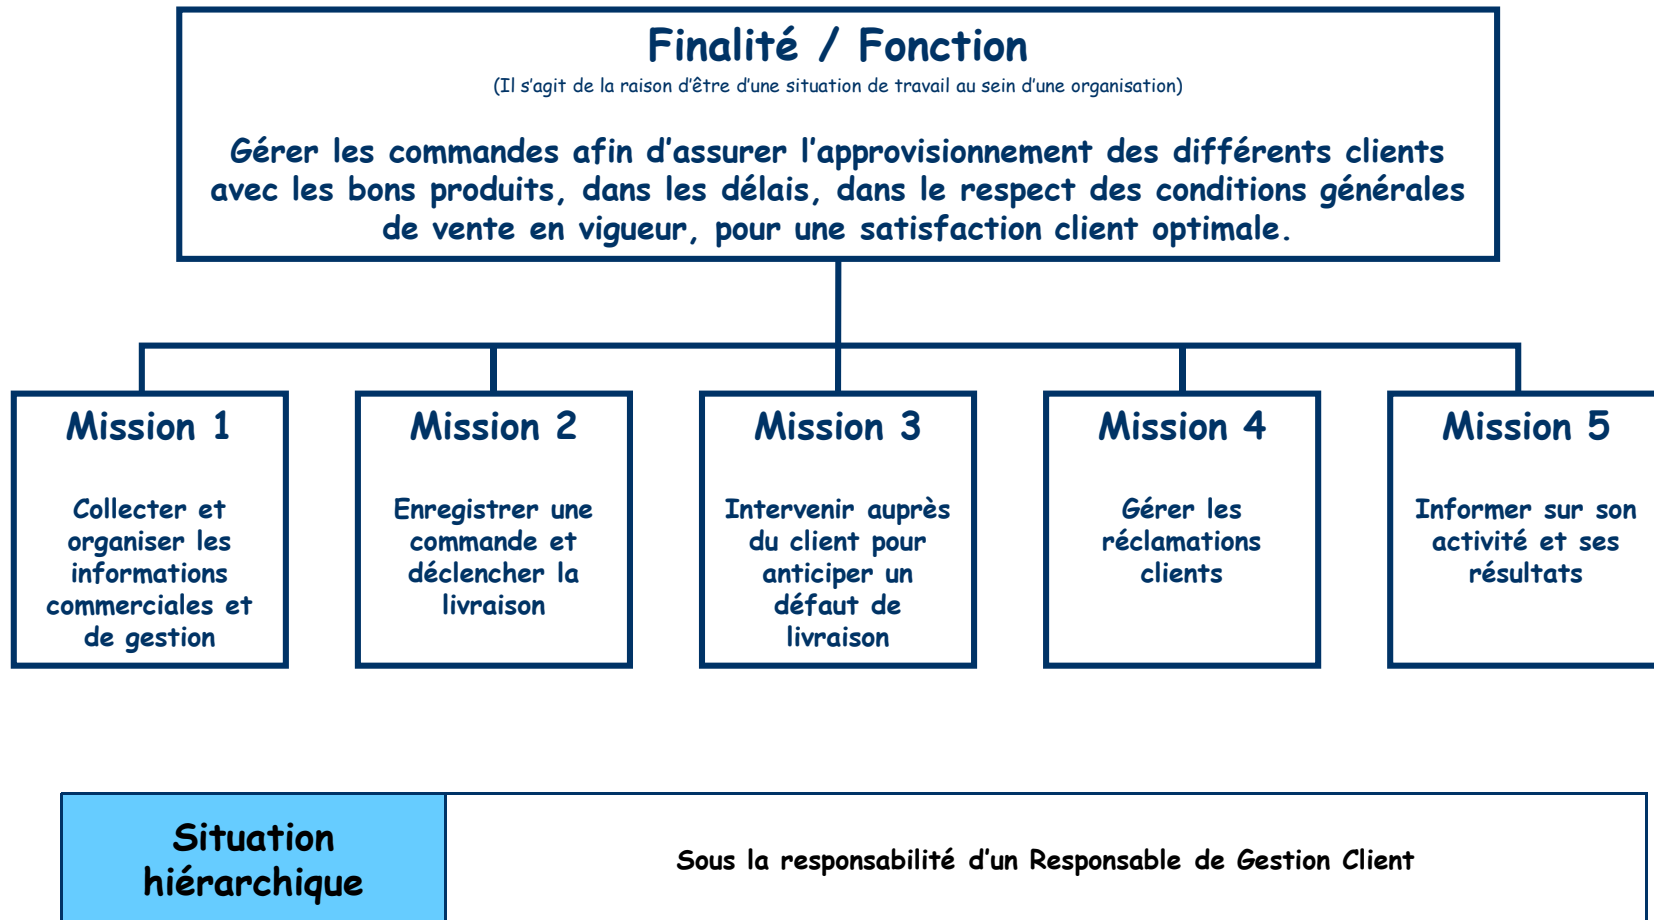 Finalité / Fonction
(Il s'agit de la raison d'être d'une situation de travail au sein d'une organisation)
Gérer les commandes afin d'assurer l'approvisionnement des différents clients
avec les bons produits, dans les délais, dans le respect des conditions générales
de vente en vigueur, pour une satisfaction client optimale.
Mission 1
Collecter et
organiser les
informations
commerciales et
de gestion
Mission 2
Enregistrer une
commande et
déclencher la
livraison
Mission 3
Intervenir auprès
du client pour
anticiper un
défaut de
livraison
Mission 4
Gérer les
réclamations
clients
Mission 5
Informer sur son
activité et ses
résultats
Situation
hiérarchique
Sous la responsabilité d'un Responsable de Gestion Client